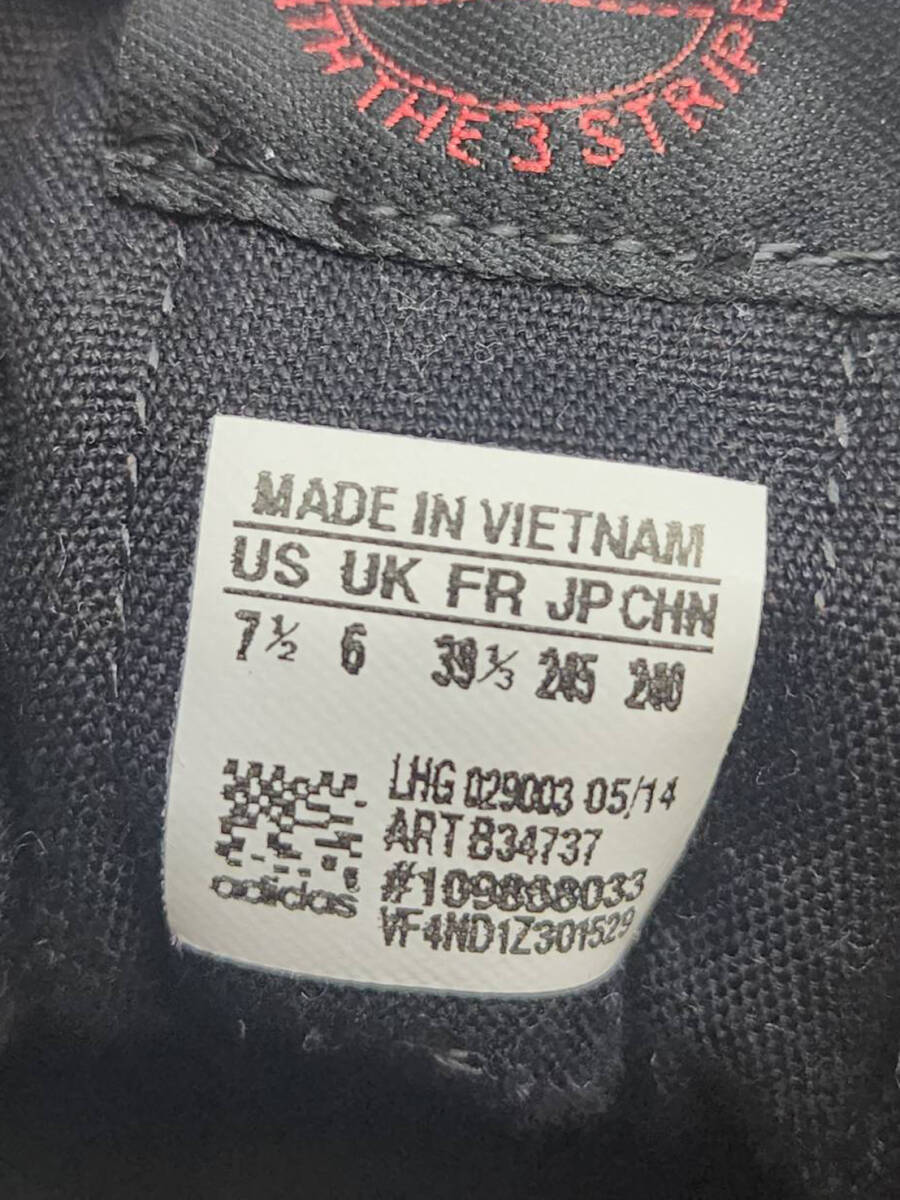 THE 3 STRIPE
MADE IN VIETNAM
US UK FR JP CHN
7½ 6 39⅓ 245 240
LHG 029003 05/14
ART B34737
#109888033
VF4ND1Z301529
adidas